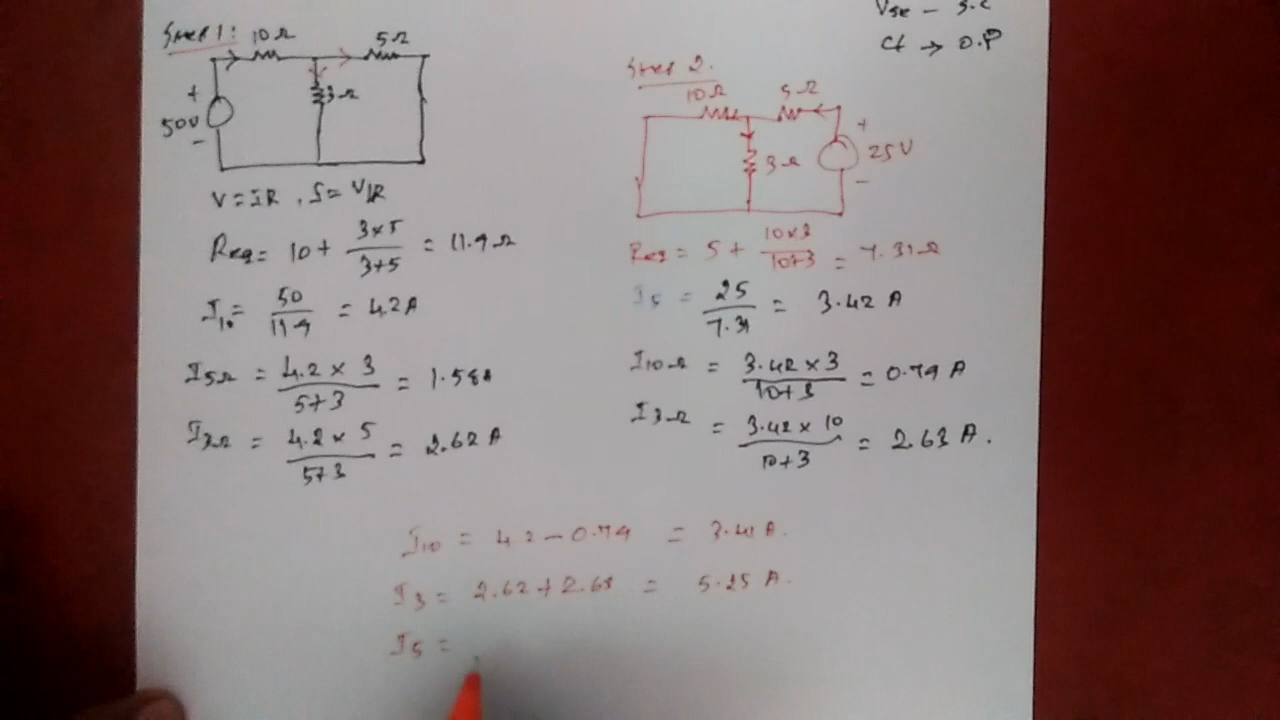 Step 1:
10Ω 5Ω
3Ω
+
50V
-
V = IR, I = V/R
Req = 10 + 3×5/3+5 = 11.9Ω
I10 = 50/11.9 = 4.2A
I5Ω = 4.2 × 3/5+3 = 1.58A
I3Ω = 4.2 × 5/5+3 = 2.62A
C1 → O.P
Step 2.
10Ω 5Ω
+
3Ω 25V
-
Req = 5 + 10×3/10+3 = 7.31Ω
I5 = 25/7.31 = 3.42 A
I10Ω = 3.42 × 3/10+3 = 0.79 A
I3Ω = 3.42 × 10/10+3 = 2.63 A.
I10 = 4.2 - 0.79 = 3.41 A.
I3 = 2.62 + 2.63 = 5.25 A.
I5 =